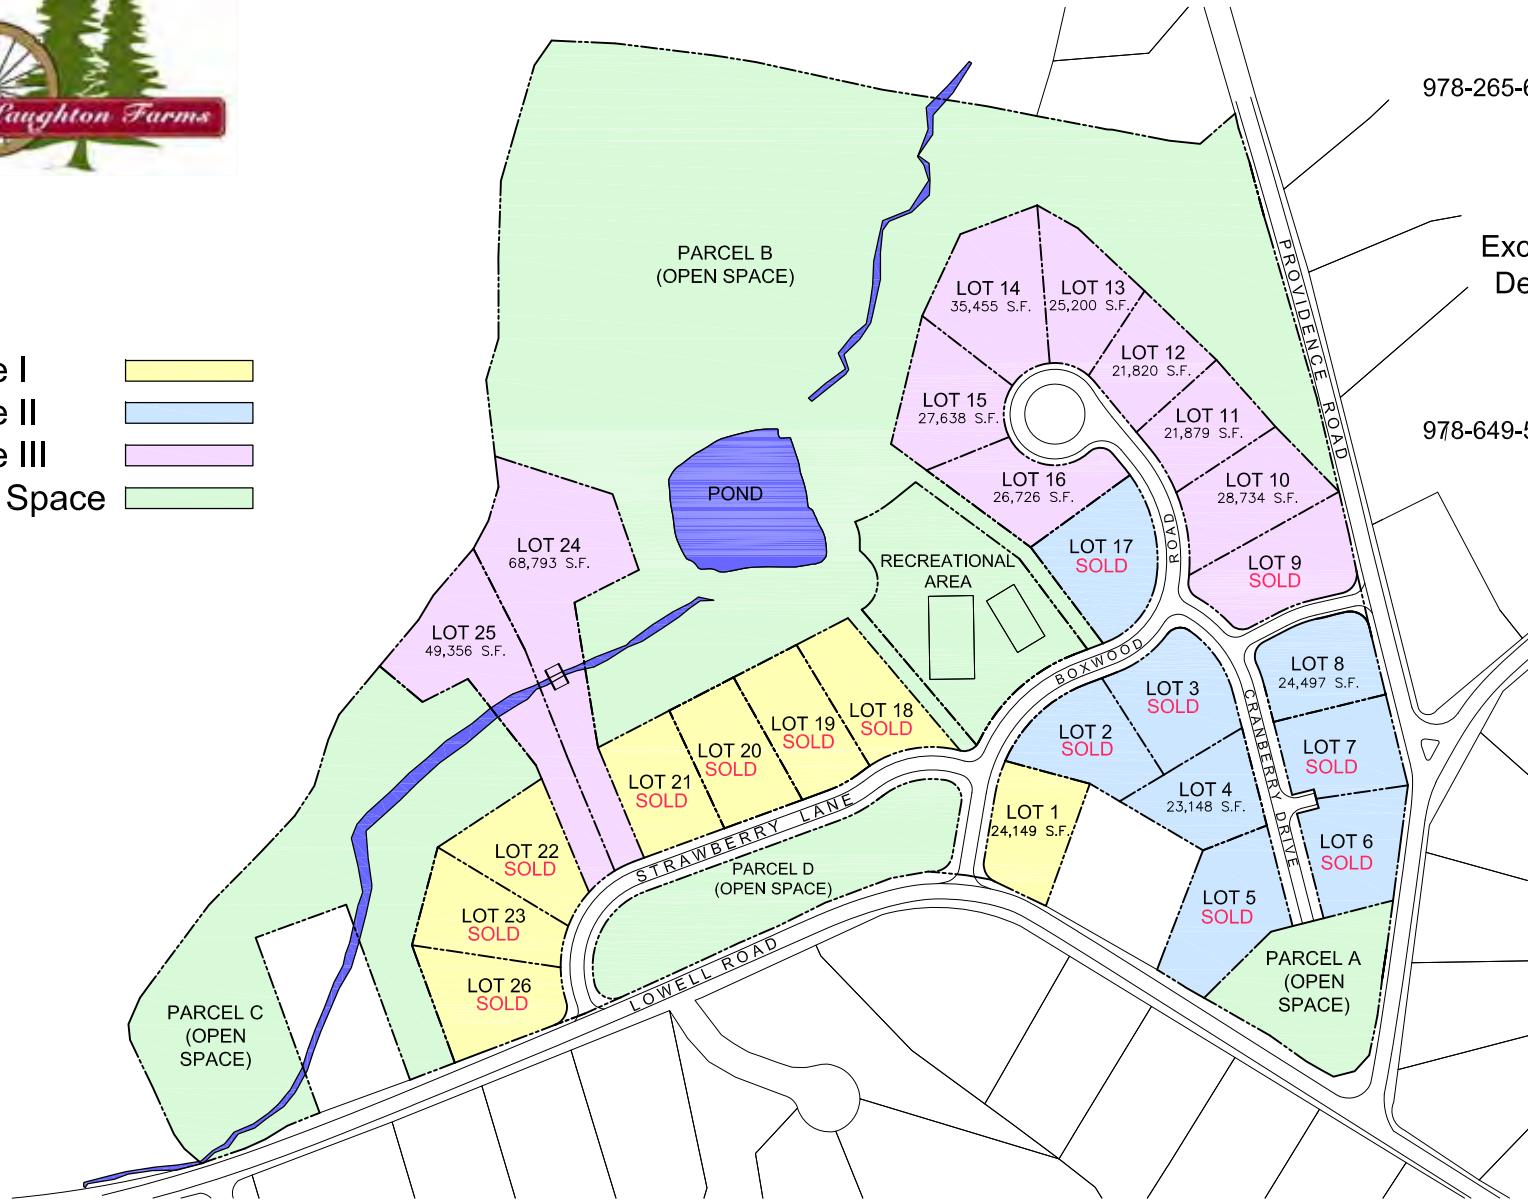 Laughton Farms
978-265-6
Exc
De
978-649-5
e I
e II
e III
Space
PARCEL B
(OPEN SPACE)
POND
PROVIDENCE ROAD
LOT 14
35,455 S.F.
LOT 13
25,200 S.F.
LOT 12
21,820 S.F.
LOT 15
27,638 S.F.
LOT 11
21,879 S.F.
LOT 16
26,726 S.F.
LOT 10
28,734 S.F.
LOT 17
SOLD
LOT 9
SOLD
ROAD
BOXWOOD
RECREATIONAL
AREA
LOT 24
68,793 S.F.
LOT 25
49,356 S.F.
LOT 8
24,497 S.F.
LOT 3
SOLD
LOT 2
SOLD
LOT 7
SOLD
LOT 4
23,148 S.F.
CRANBERRY DRIVE
LOT 18
SOLD
LOT 19
SOLD
LOT 20
SOLD
LOT 21
SOLD
LOT 1
24,149 S.F.
LOT 6
SOLD
LOT 5
SOLD
STRAWBERRY LANE
LOT 22
SOLD
LOT 23
SOLD
LOT 26
SOLD
PARCEL D
(OPEN SPACE)
LOWELL ROAD
PARCEL A
(OPEN
SPACE)
PARCEL C
(OPEN
SPACE)